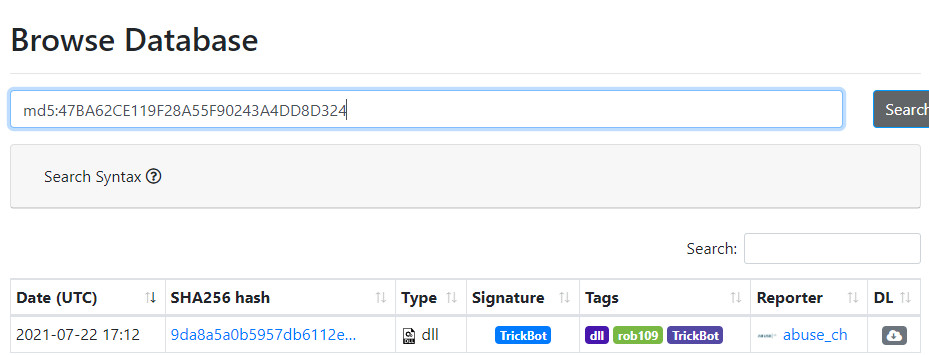 Browse Database
md5:47BA62CE119F28A55F90243A4DD8D324 Search
Search Syntax
Search:
Date (UTC) SHA256 hash Type Signature Tags Reporter DL
2021-07-22 17:12 9da8a5a0b5957db6112e... dll TrickBot dll rob109 TrickBot abuse_ch